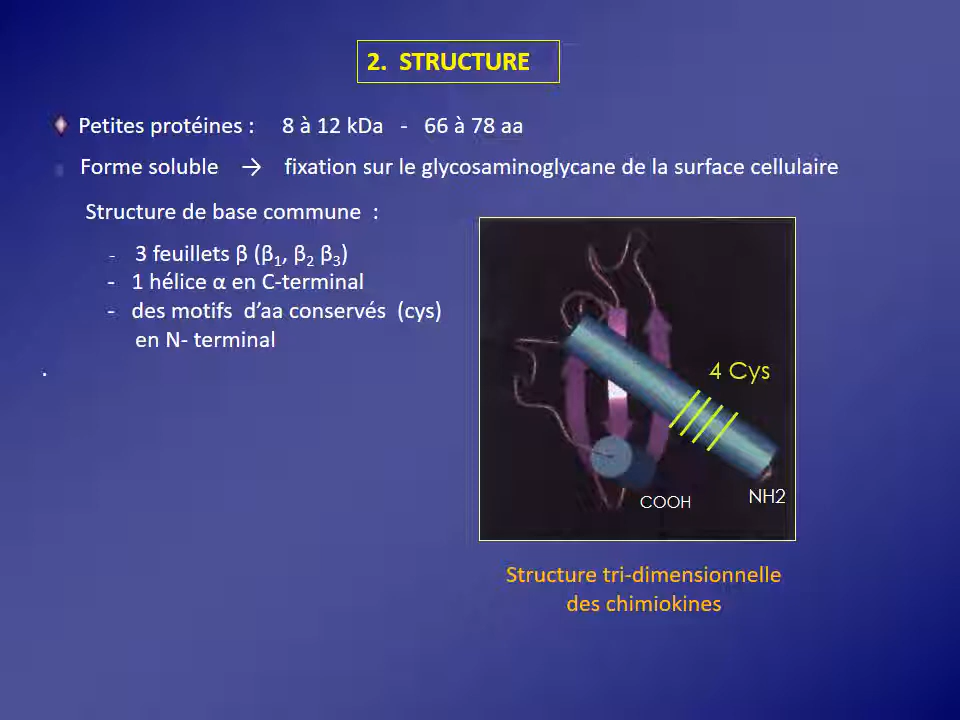 2. STRUCTURE
Petites protéines : 8 à 12 kDa - 66 à 78 aa
Forme soluble → fixation sur le glycosaminoglycane de la surface cellulaire
Structure de base commune :
- 3 feuillets β (β1, β2 β3)
- 1 hélice α en C-terminal
- des motifs d'aa conservés (cys)
en N- terminal
.
4 Cys
NH2
COOH
Structure tri-dimensionnelle
des chimiokines